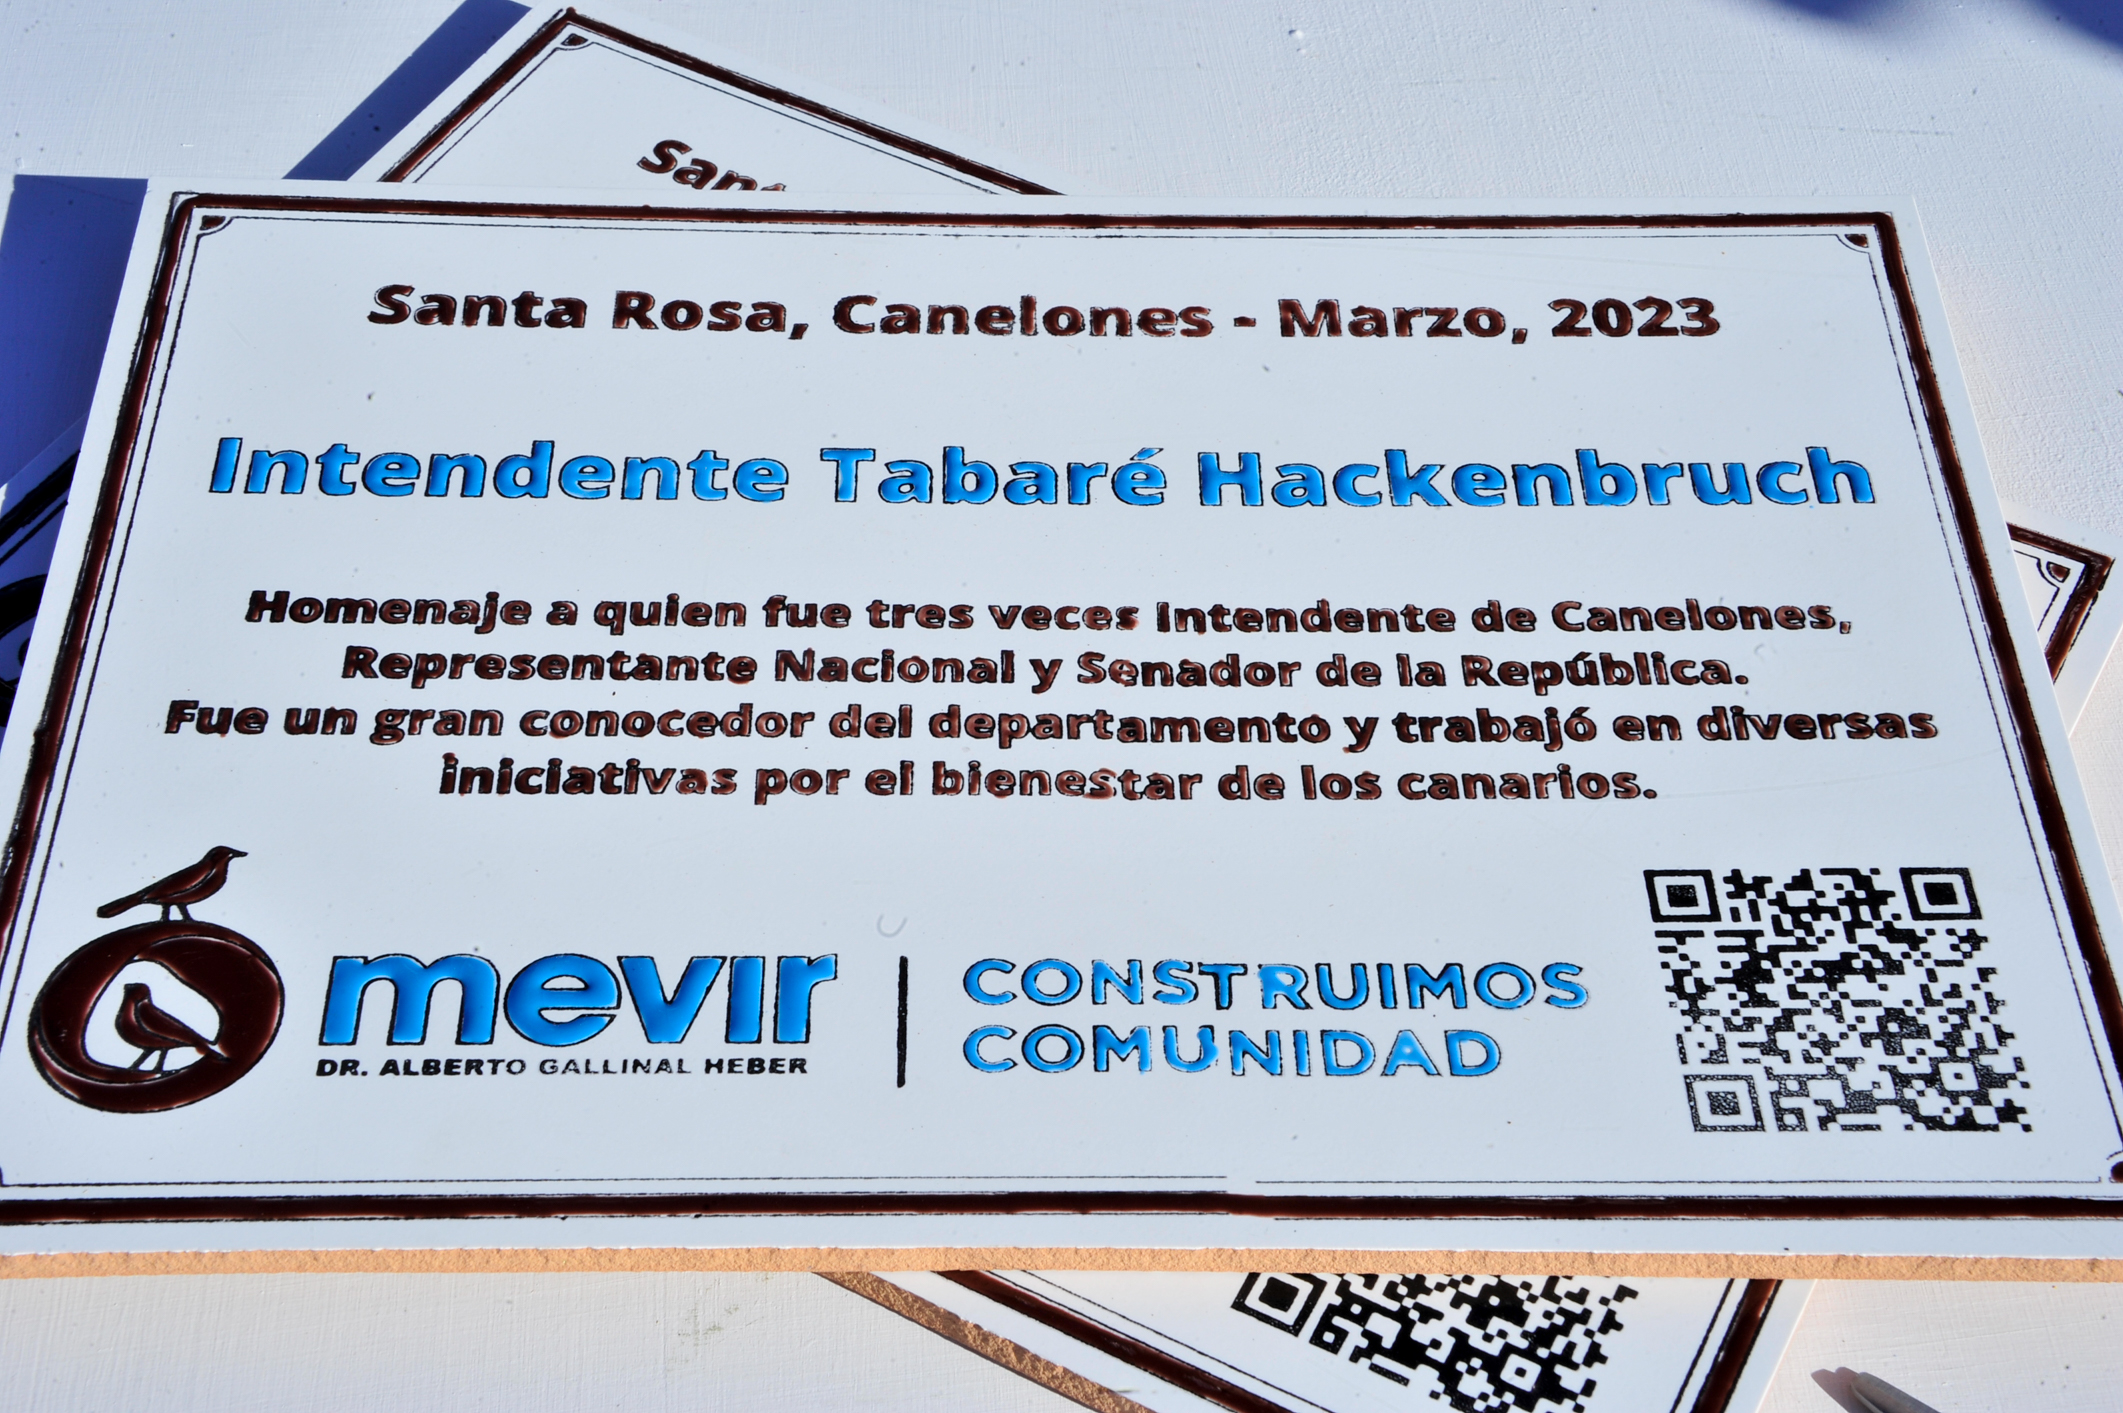 San
Santa Rosa, Canelones - Marzo, 2023
Intendente Tabaré Hackenbruch
Homenaje a quien fue tres veces Intendente de Canelones,
Representante Nacional y Senador de la República.
Fue un gran conocedor del departamento y trabajó en diversas
iniciativas por el bienestar de los canarios.
mevir
DR. ALBERTO GALLINAL HEBER
CONSTRUIMOS
COMUNIDAD